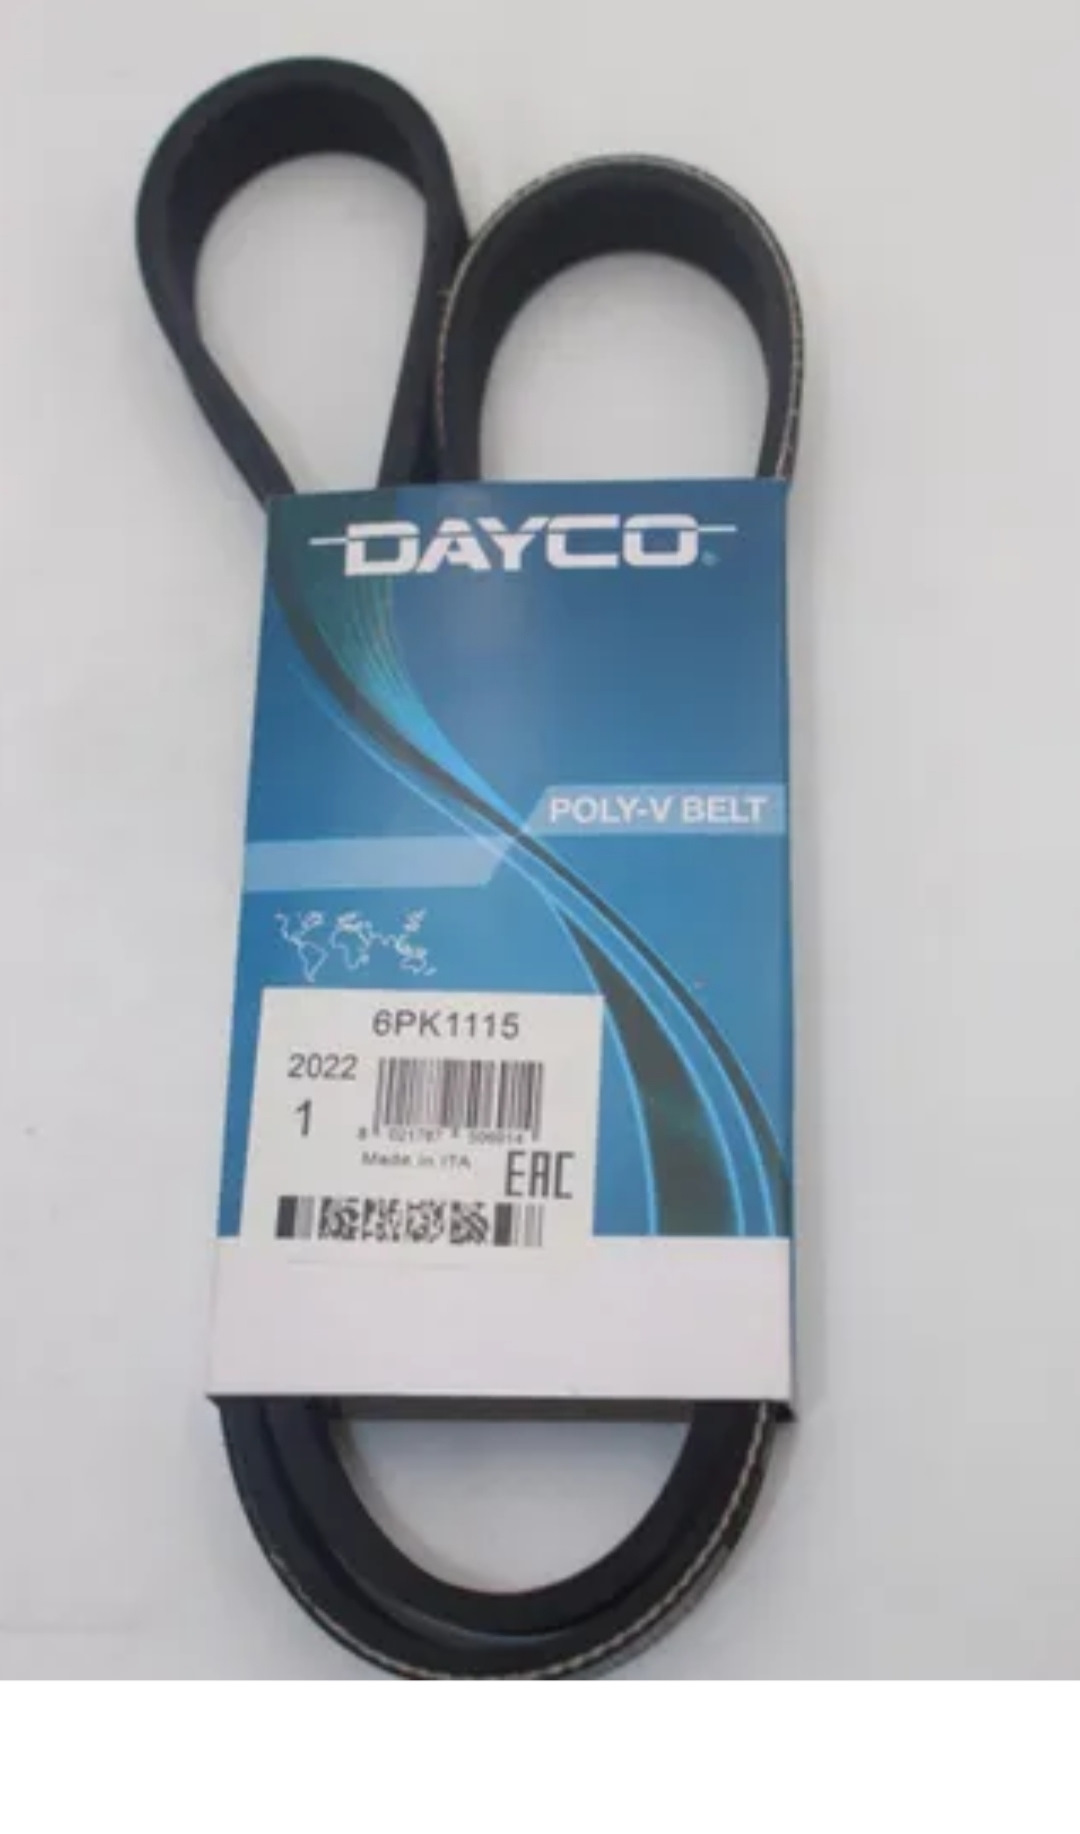 DAYCO
POLY-V BELT
6PK1115
2022
1
Made in ITA
EAC